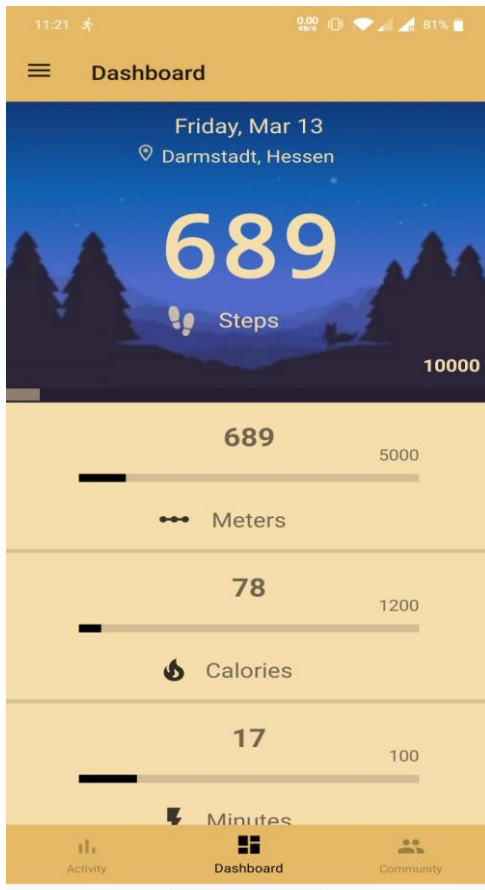 11:21 0.00 KB/S 81%
Dashboard
Friday, Mar 13
Darmstadt, Hessen
689
Steps
10000
689
5000
Meters
78
1200
Calories
17
100
Minutes
Activity Dashboard Community